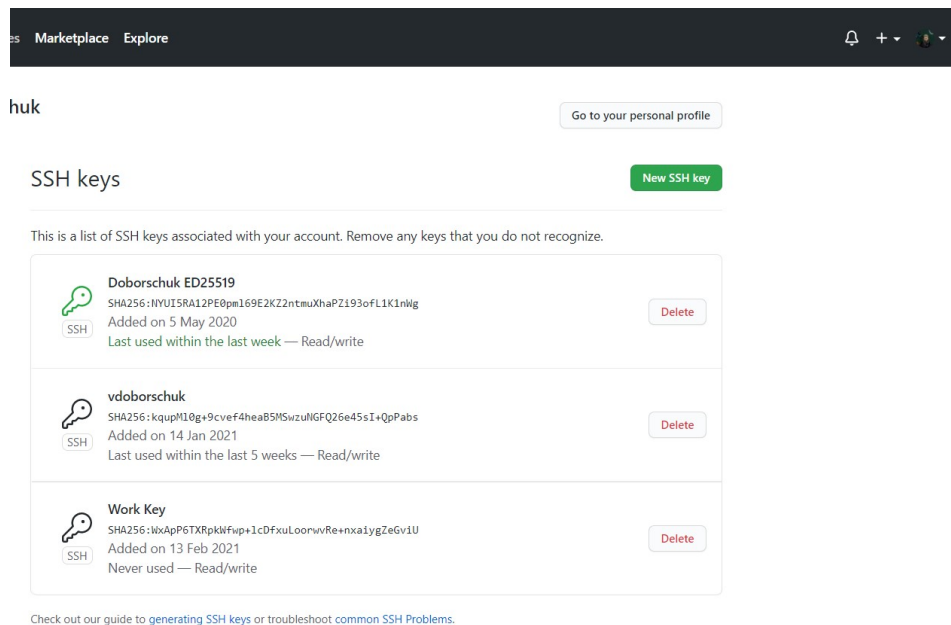 es Marketplace Explore
huk
Go to your personal profile
SSH keys
New SSH key
This is a list of SSH keys associated with your account. Remove any keys that you do not recognize.
Doborschuk ED25519
SHA256:NYUI5RA12PE0pml69E2KZ2ntmuXhaPZi93ofL1K1nWg
Added on 5 May 2020
Last used within the last week — Read/write
SSH
Delete
vdoborschuk
SHA256:kqupMl0g+9cvef4heaB5MSwzuNGFQ26e45sI+QpPabs
Added on 14 Jan 2021
Last used within the last 5 weeks — Read/write
SSH
Delete
Work Key
SHA256:WxApP6TXRpkWfwp+lcDfxuLoorwvRe+nxaiygZeGviU
Added on 13 Feb 2021
Never used — Read/write
SSH
Delete
Check out our guide to generating SSH keys or troubleshoot common SSH Problems.